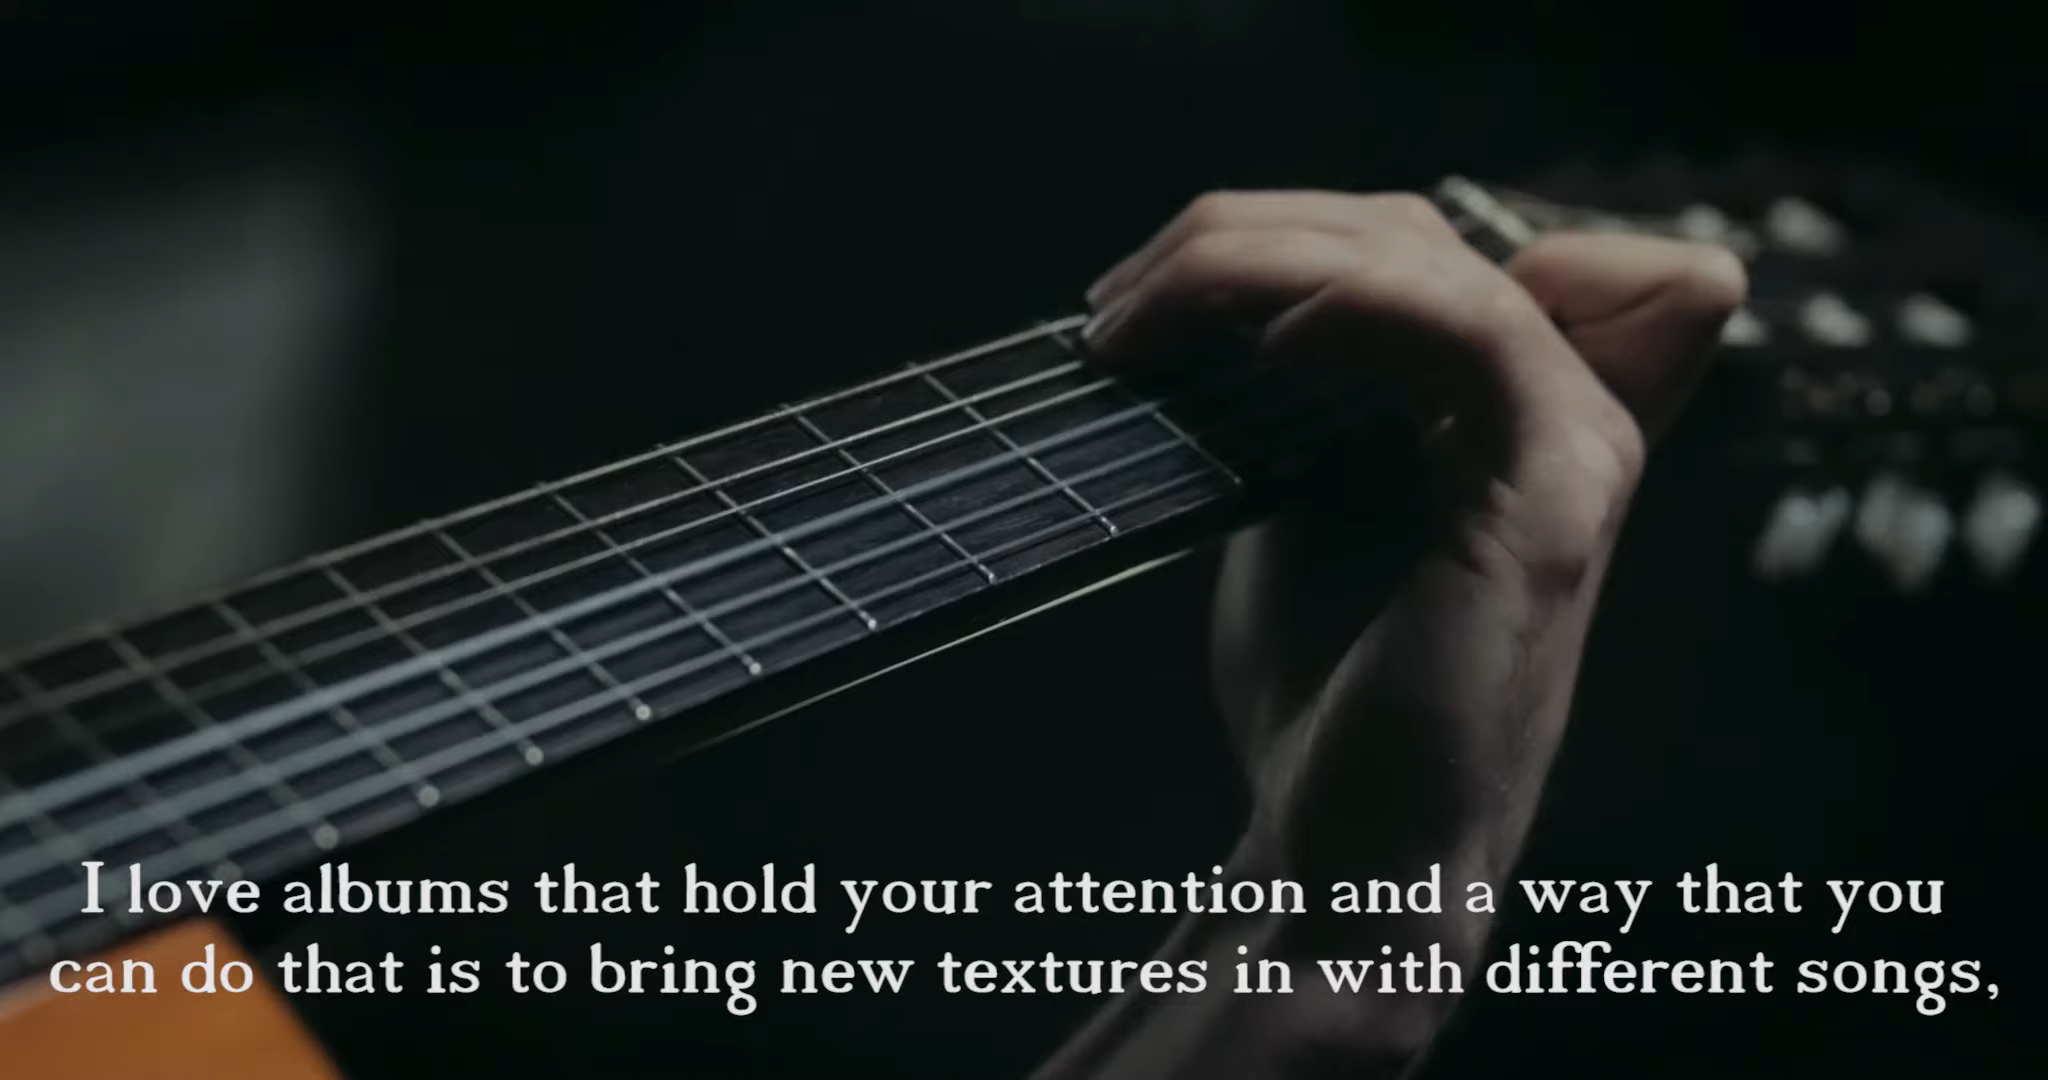 I love albums that hold your attention and a way that you
can do that is to bring new textures in with different songs,